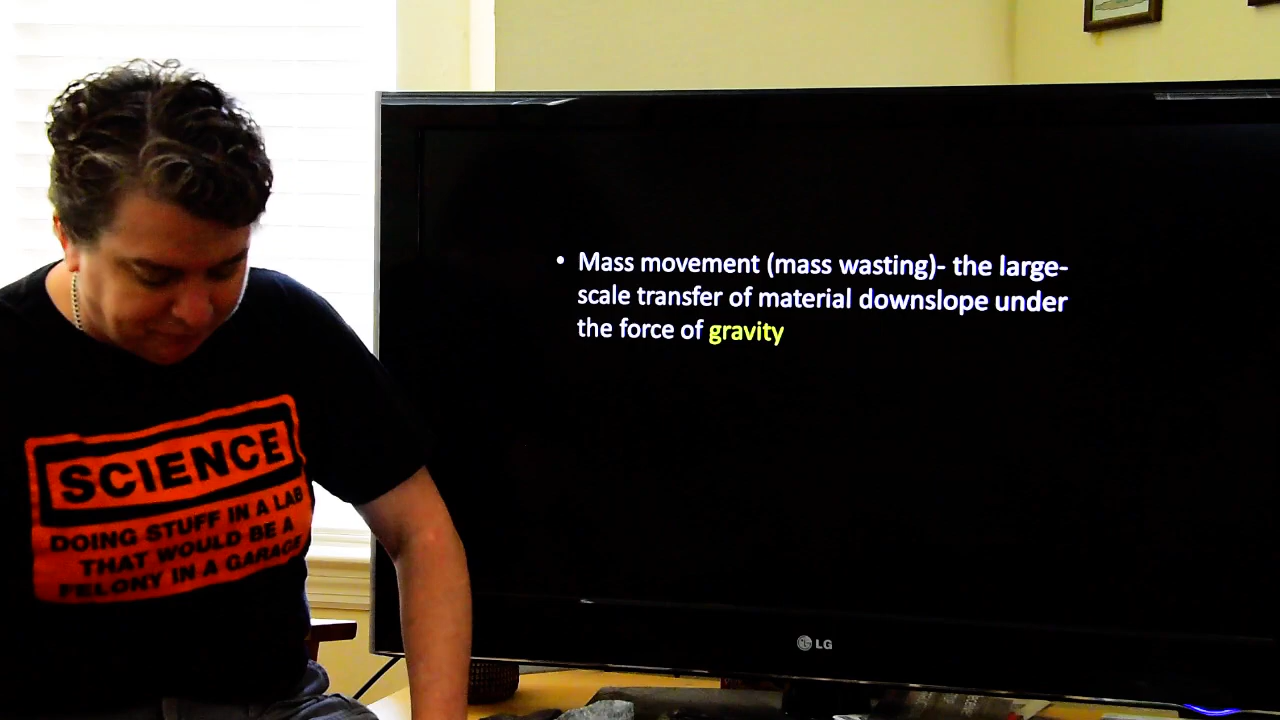 SCIENCE
DOING STUFF IN A LAB
THAT WOULD BE A
FELONY IN A GARAGE
• Mass movement (mass wasting)- the large-
scale transfer of material downslope under
the force of gravity
LG